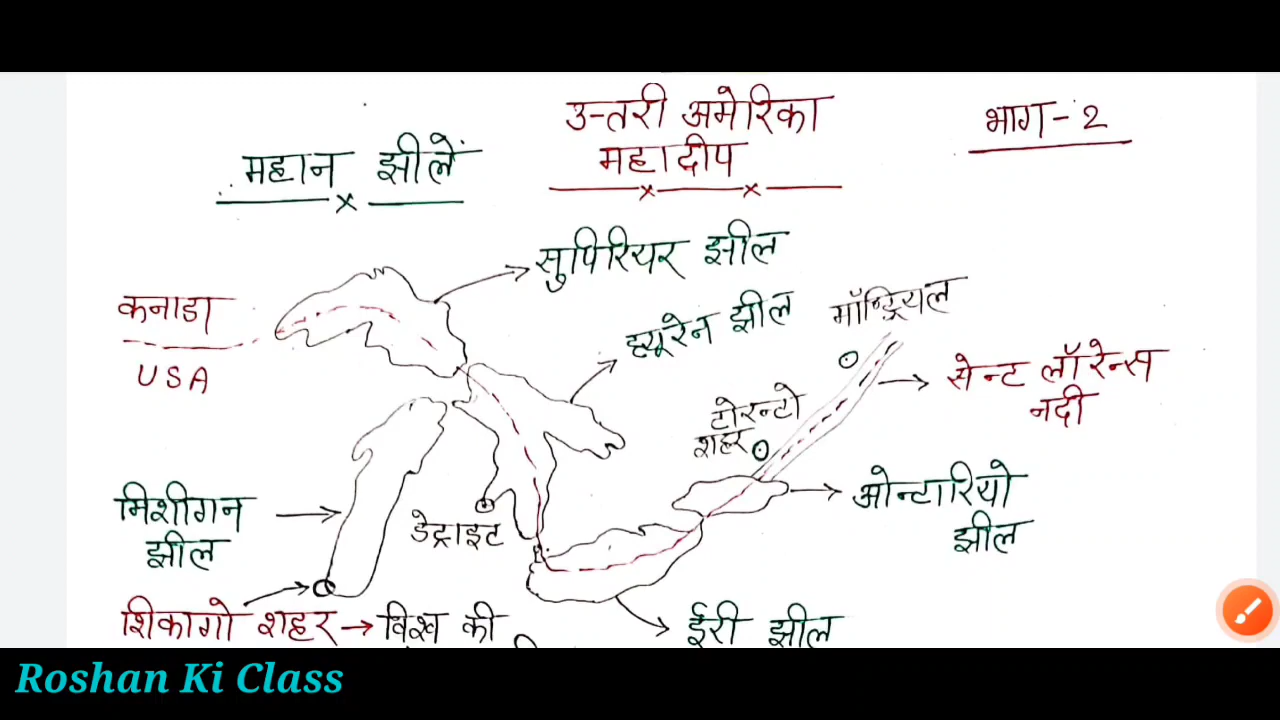 उत्तरी अमेरिका
महाद्वीप
भाग-2
महान झीलें
सुपिरियर झील
कनाडा
USA
ह्यूरेन झील
मॉण्ट्रियल
सेन्ट लॉरेन्स
नदी
टोरन्टो
शहर
मिशीगन
झील
डेट्राइट
ओन्टारियो
झील
शिकागो शहर → विश्व की
ईरी झील
Roshan Ki Class